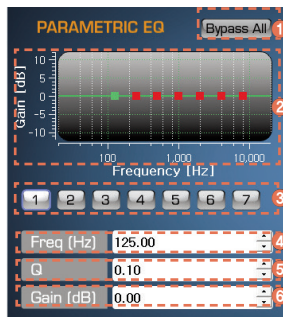 PARAMETRIC EQ
Bypass All
1
10
5
0
-5
-10
Gain [dB]
2
100 1,000 10,000
Frequency [Hz]
1 2 3 4 5 6 7
3
Freq (Hz) 125.00
4
Q 0.10
5
Gain (dB) 0.00
6